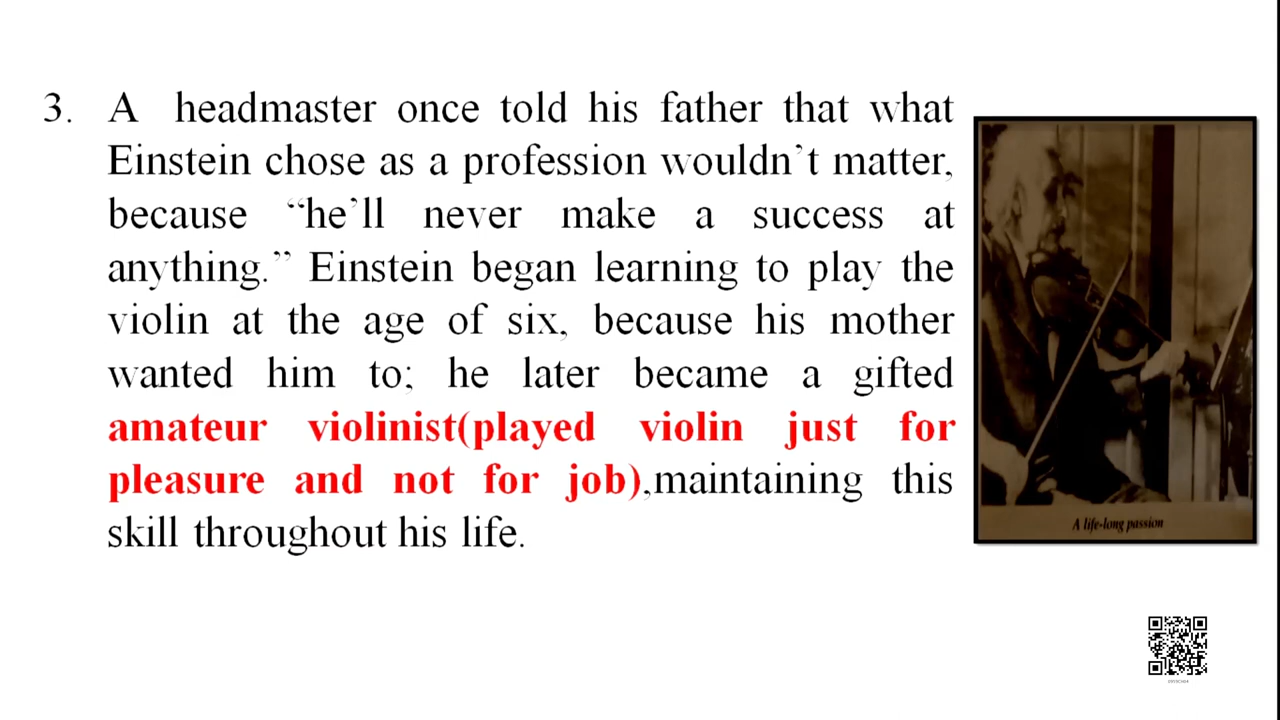 3. A headmaster once told his father that what
Einstein chose as a profession wouldn’t matter,
because “he’ll never make a success at
anything.” Einstein began learning to play the
violin at the age of six, because his mother
wanted him to; he later became a gifted
amateur violinist(played violin just for
pleasure and not for job),maintaining this
skill throughout his life.
A life-long passion